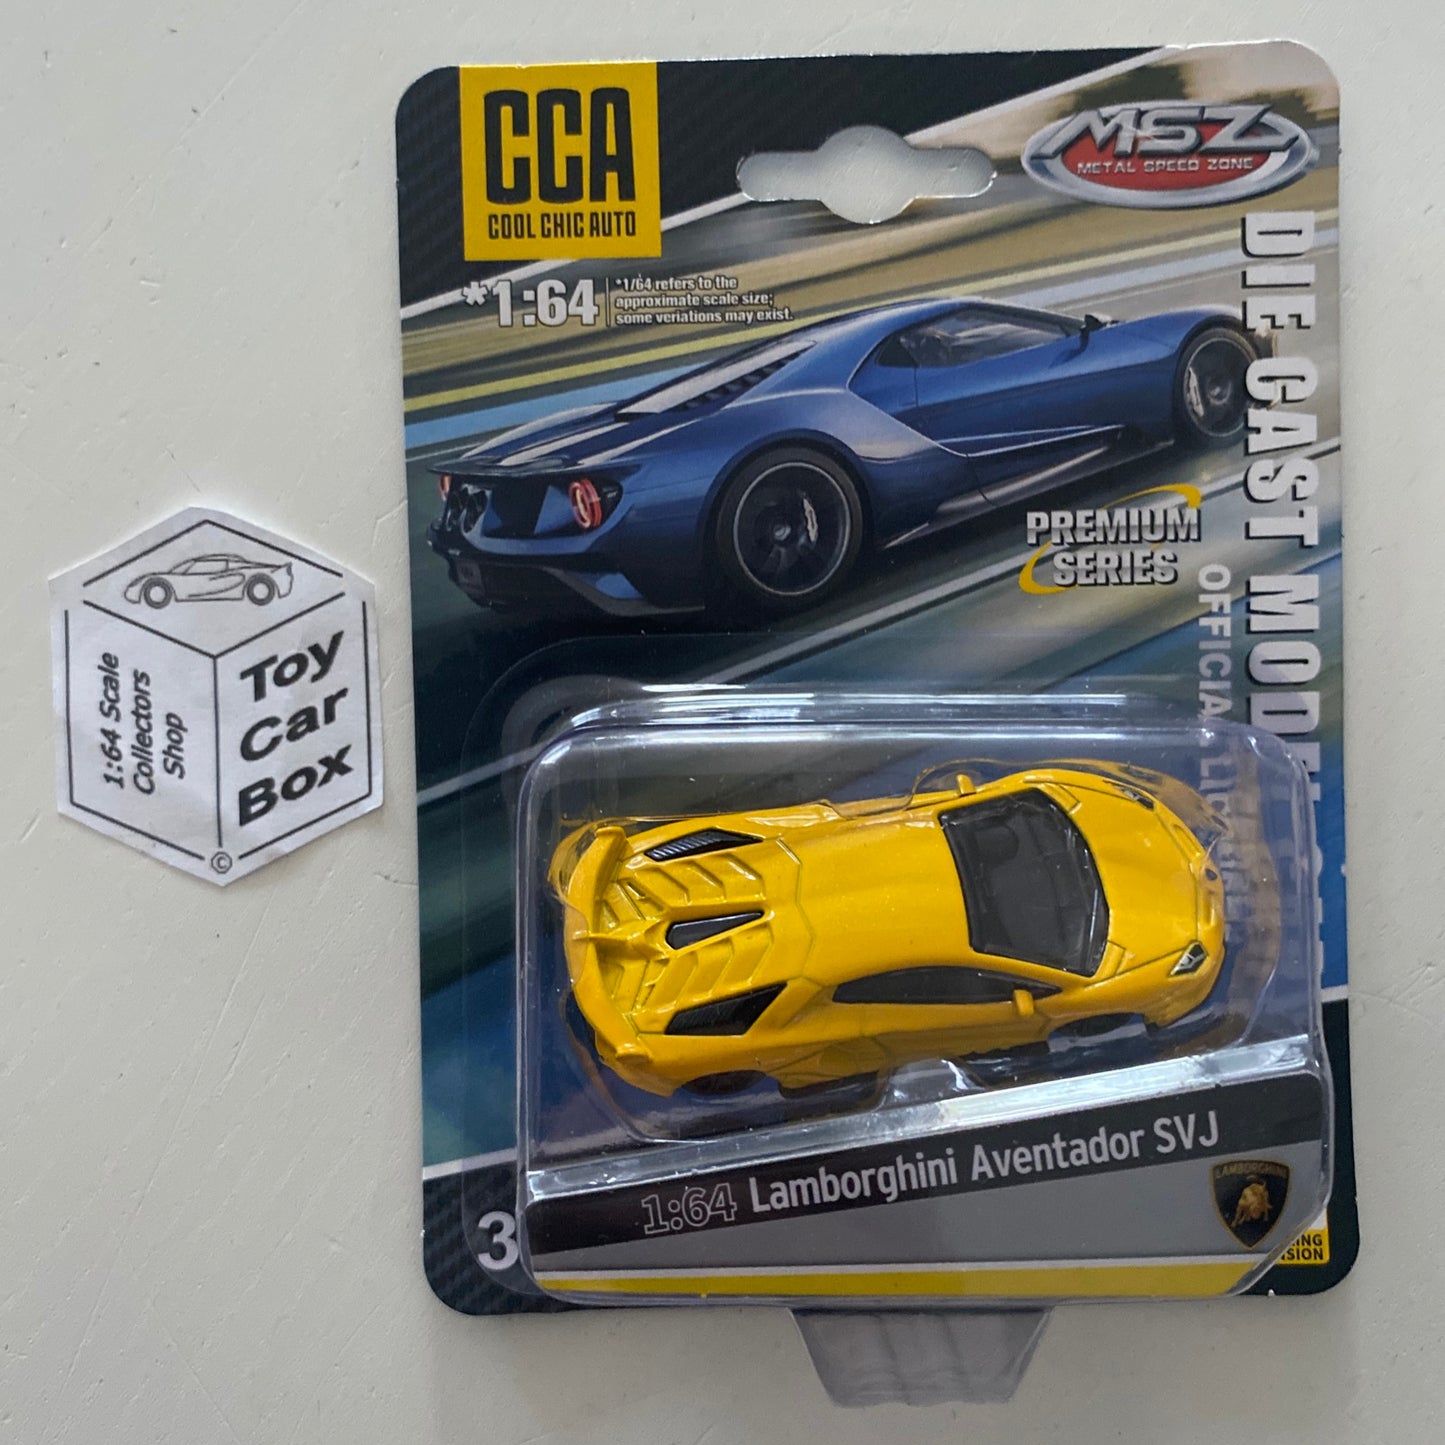 CCA
COOL CHIC AUTO
MSZ
METAL SPEED ZONE
*1:64
*1/64 refers to the
approximate scale size;
some veriations may exist.
DIE CAST
OFFICIAL
PREMIUM
SERIES
1:64 Scale
Collectors
Shop
Toy
Car
Box
©
1:64 Lamborghini Aventador SVJ
LAMBORGHINI
3